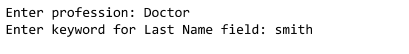 Enter profession: Doctor
Enter keyword for Last Name field: smith